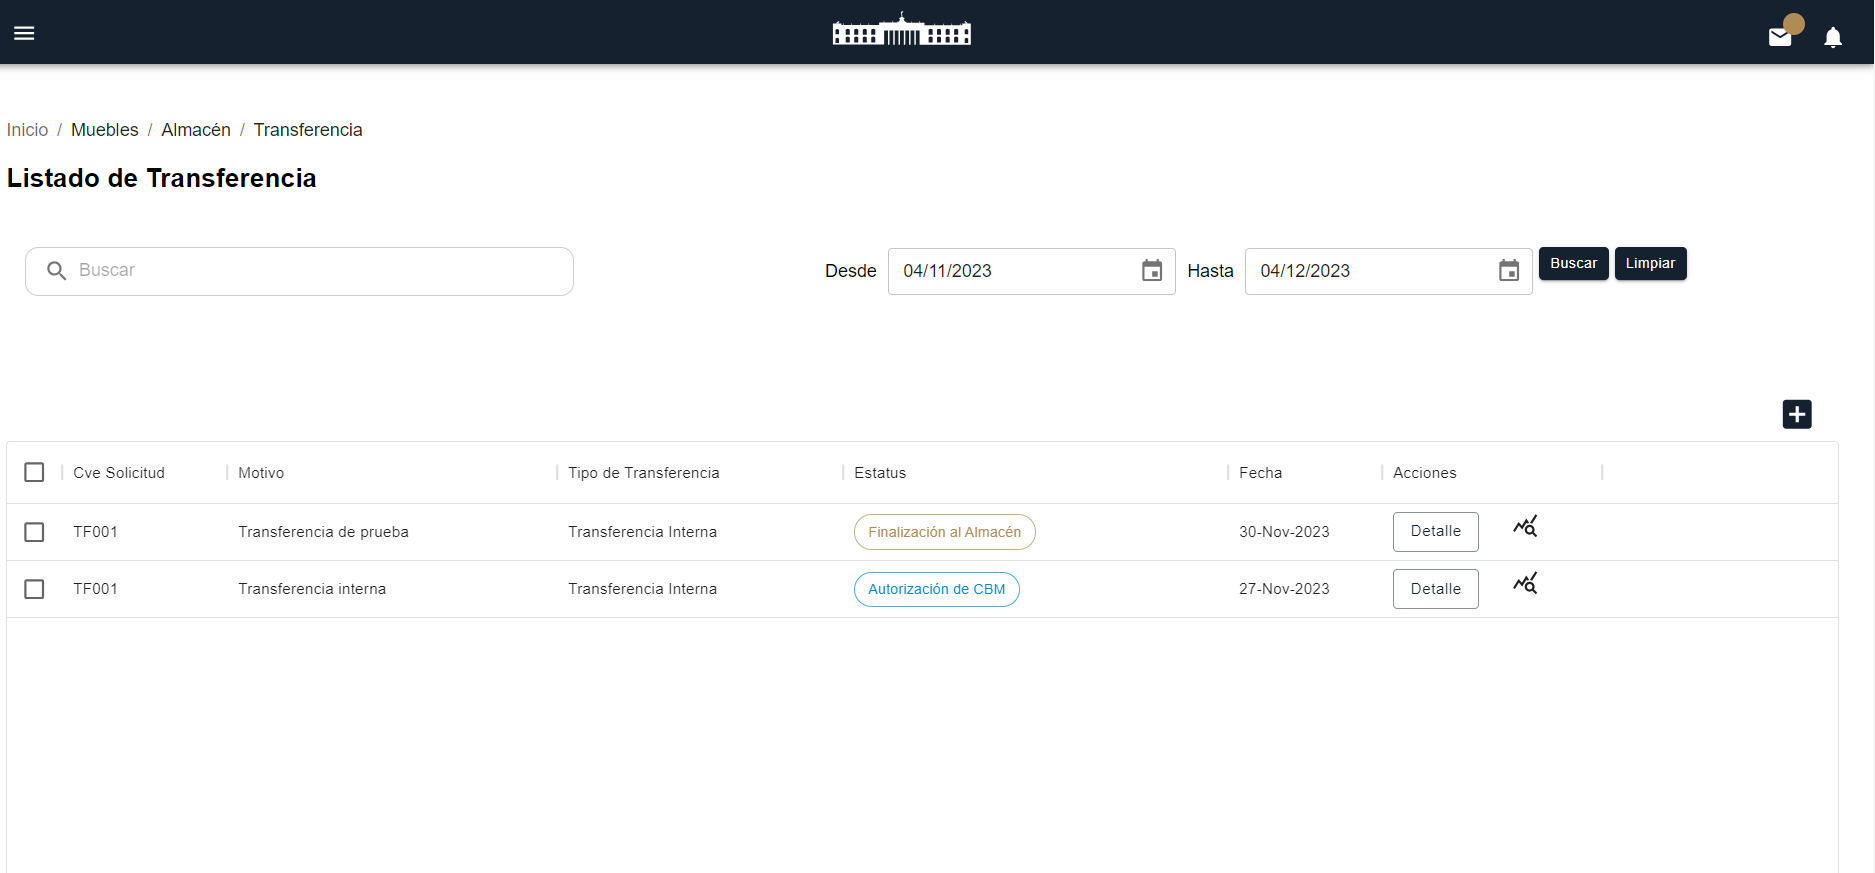 Inicio / Muebles / Almacén / Transferencia
Listado de Transferencia
Buscar
Desde 04/11/2023 Hasta 04/12/2023 Buscar Limpiar
Cve Solicitud Motivo Tipo de Transferencia Estatus Fecha Acciones
TF001 Transferencia de prueba Transferencia Interna Finalización al Almacén 30-Nov-2023 Detalle
TF001 Transferencia interna Transferencia Interna Autorización de CBM 27-Nov-2023 Detalle